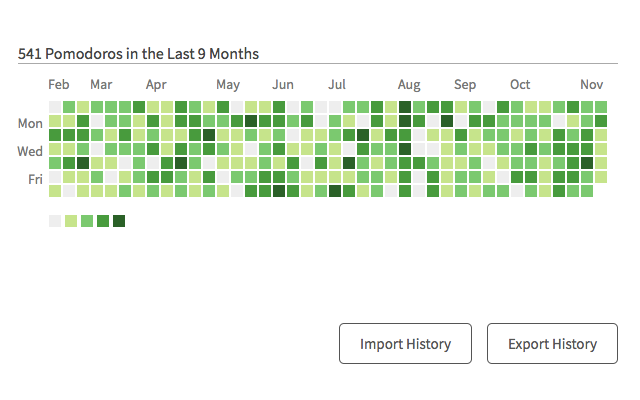 541 Pomodoros in the Last 9 Months
Feb Mar Apr May Jun Jul Aug Sep Oct Nov
Mon
Wed
Fri
Import History Export History